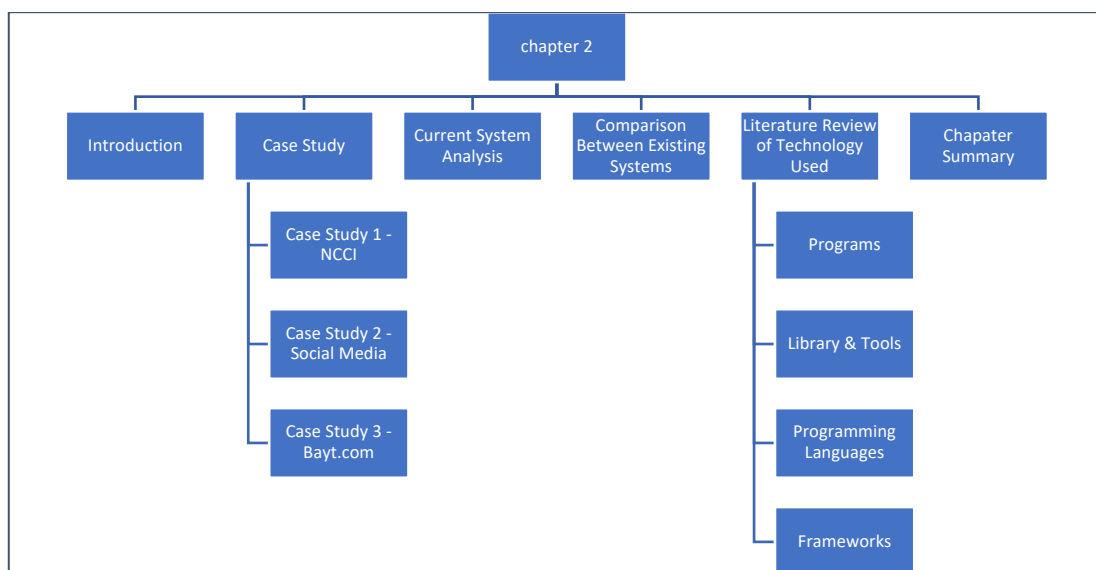 chapter 2
Introduction
Case Study
Current System
Analysis
Comparison
Between Existing
Systems
Literature Review
of Technology
Used
Chapater
Summary
Case Study 1 -
NCCI
Case Study 2 -
Social Media
Case Study 3 -
Bayt.com
Programs
Library & Tools
Programming
Languages
Frameworks